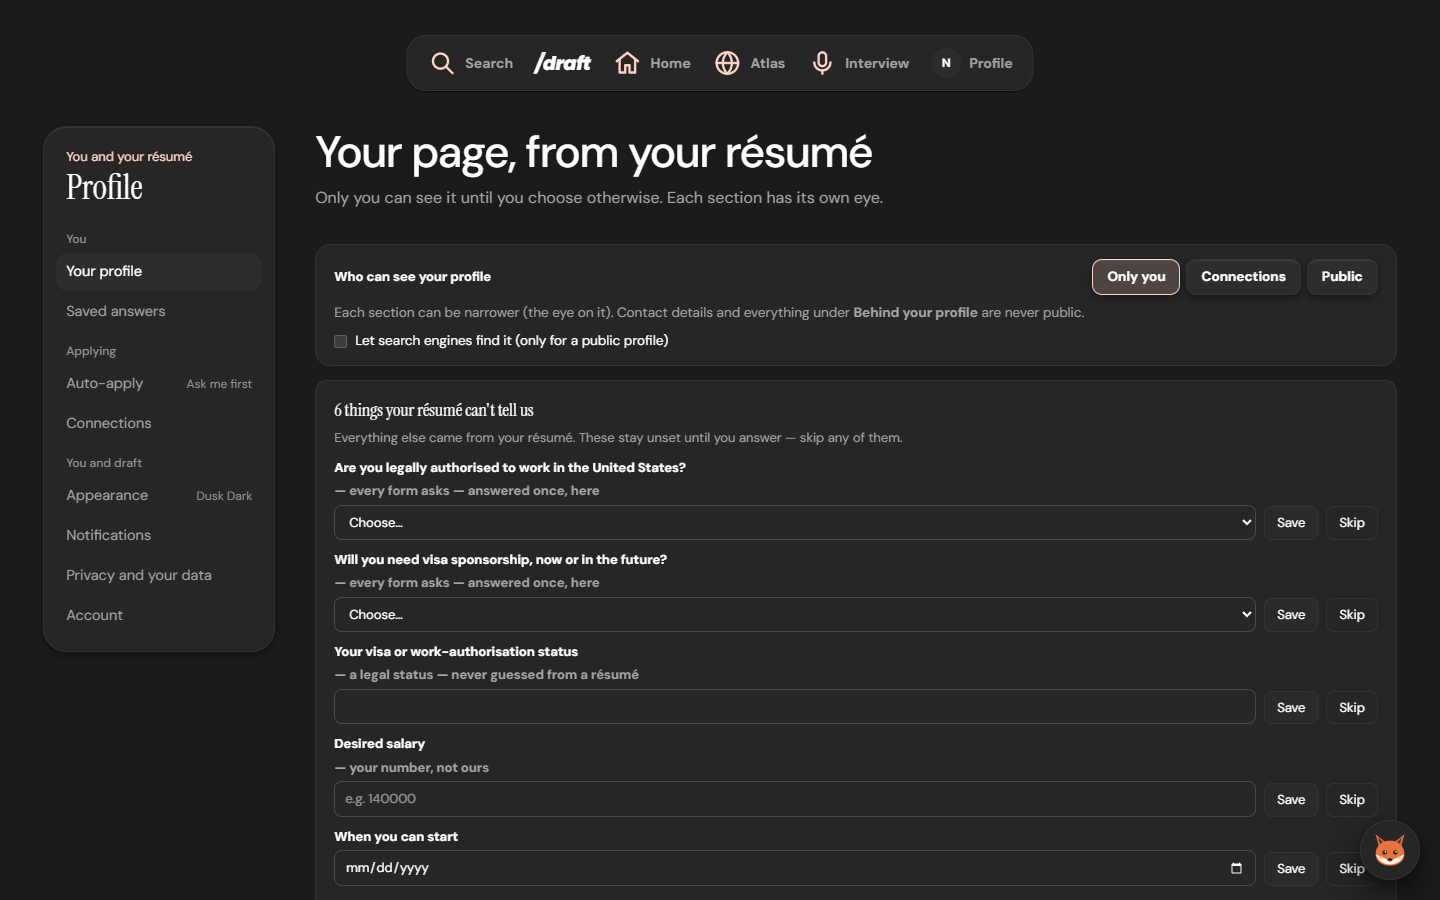 Search
/draft
Home
Atlas
Interview
N
Profile
You and your résumé
Profile
You
Your profile
Saved answers
Applying
Auto-apply Ask me first
Connections
You and draft
Appearance Dusk Dark
Notifications
Privacy and your data
Account
Your page, from your résumé
Only you can see it until you choose otherwise. Each section has its own eye.
Who can see your profile
Only you
Connections
Public
Each section can be narrower (the eye on it). Contact details and everything under Behind your profile are never public.
Let search engines find it (only for a public profile)
6 things your résumé can't tell us
Everything else came from your résumé. These stay unset until you answer — skip any of them.
Are you legally authorised to work in the United States?
— every form asks — answered once, here
Choose... Save Skip
Will you need visa sponsorship, now or in the future?
— every form asks — answered once, here
Choose... Save Skip
Your visa or work-authorisation status
— a legal status — never guessed from a résumé
Save Skip
Desired salary
— your number, not ours
e.g. 140000 Save Skip
When you can start
mm/dd/yyyy Save Skip